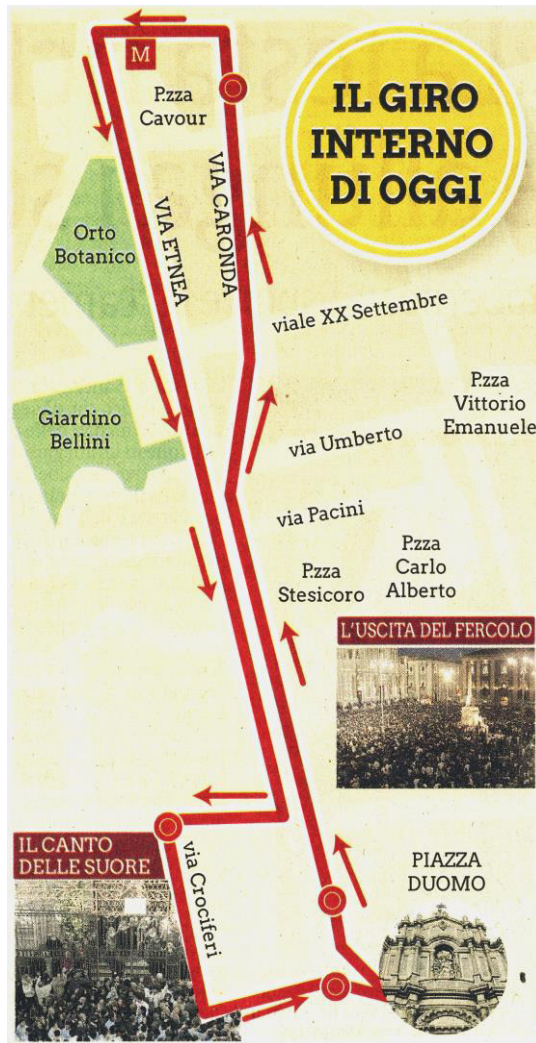 IL GIRO
INTERNO
DI OGGI
M
P.zza
Cavour
VIA CARONDA
VIA ETNEA
Orto
Botanico
viale XX Settembre
Giardino
Bellini
P.zza
Vittorio
Emanuele
via Umberto
via Pacini
P.zza
Stesicoro
P.zza
Carlo
Alberto
L'USCITA DEL FERCOLO
IL CANTO
DELLE SUORE
via Crociferi
PIAZZA
DUOMO